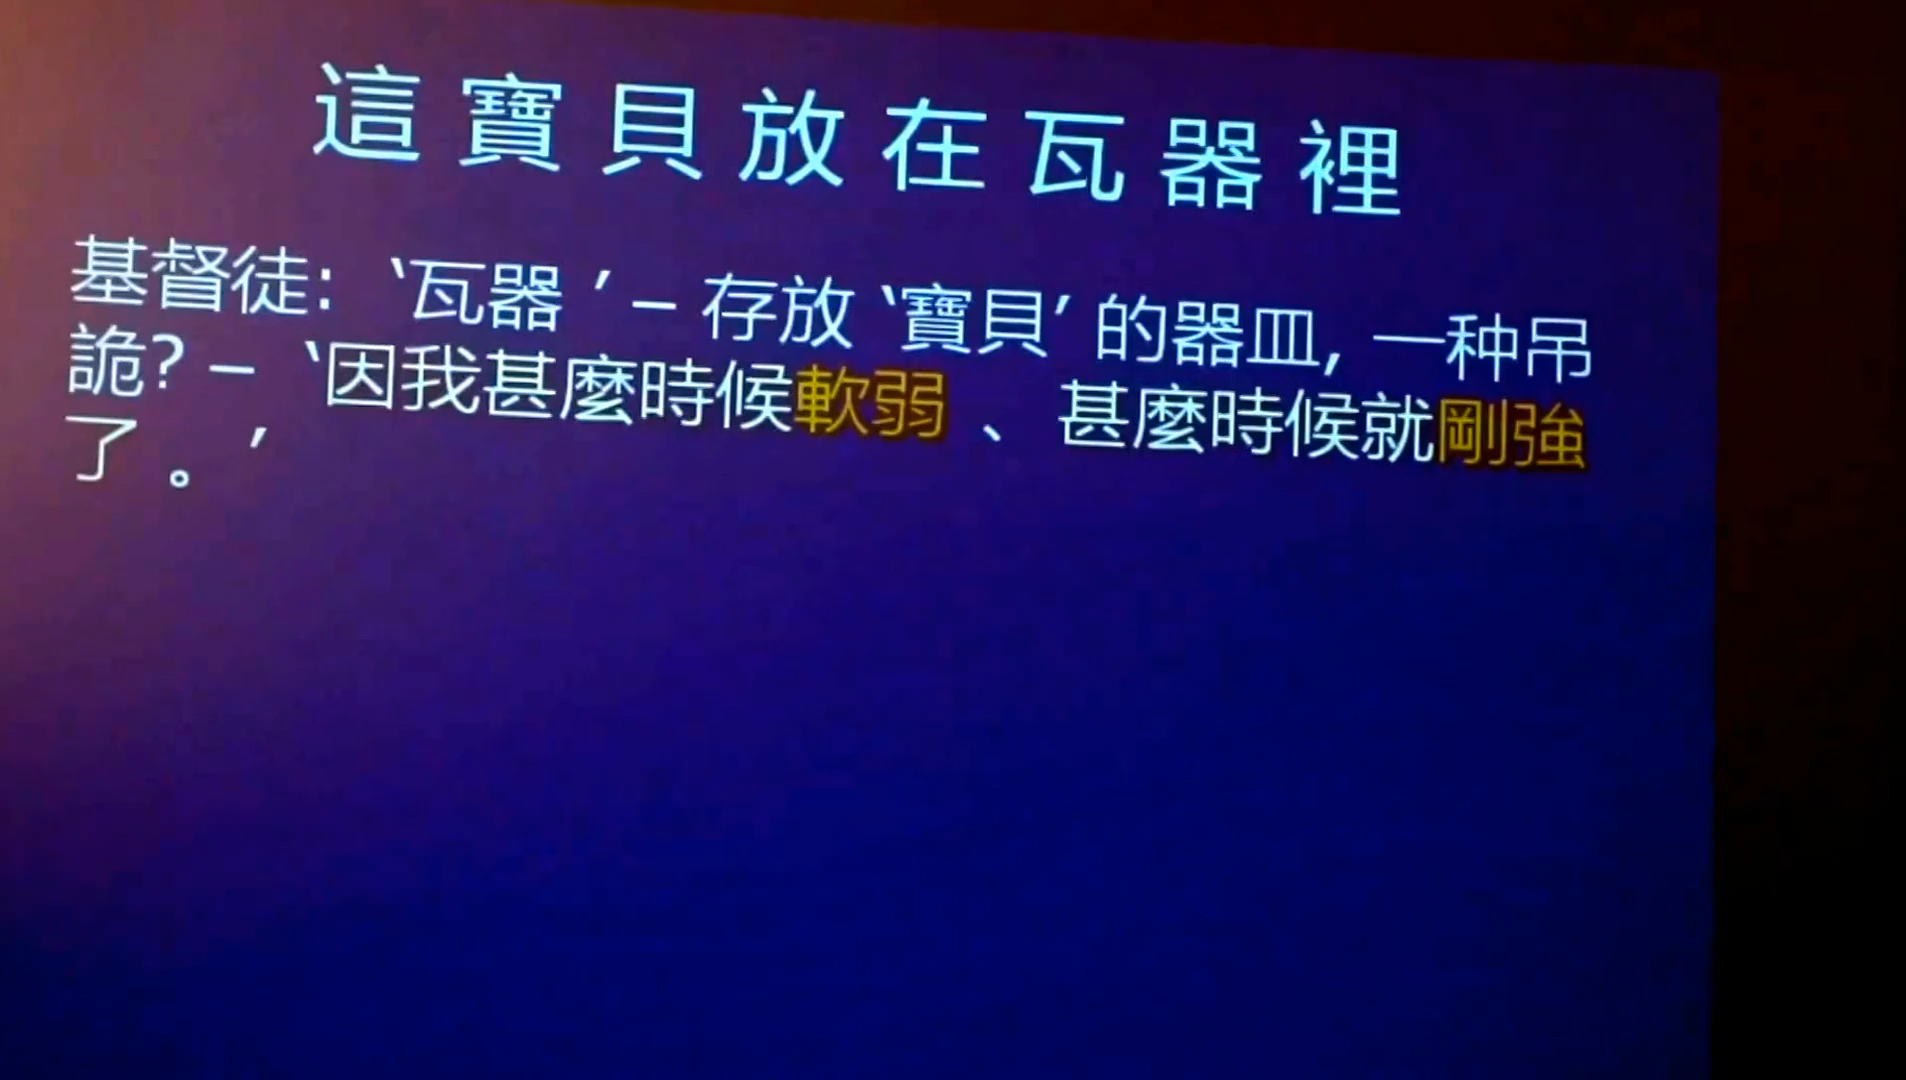 這寶貝放在瓦器裡
基督徒: ‘瓦器 ’ – 存放 ‘寶貝’ 的器皿, 一种吊
詭? – ‘因我甚麼時候軟弱 、 甚麼時候就剛強
了 。 ’